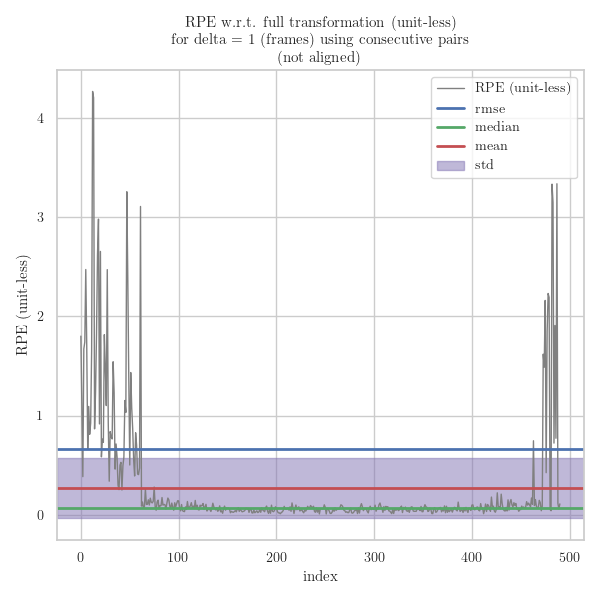 RPE w.r.t. full transformation (unit-less)
for delta = 1 (frames) using consecutive pairs
(not aligned)
RPE (unit-less)
rmse
median
mean
std
RPE (unit-less)
4
3
2
1
0
0 100 200 300 400 500
index